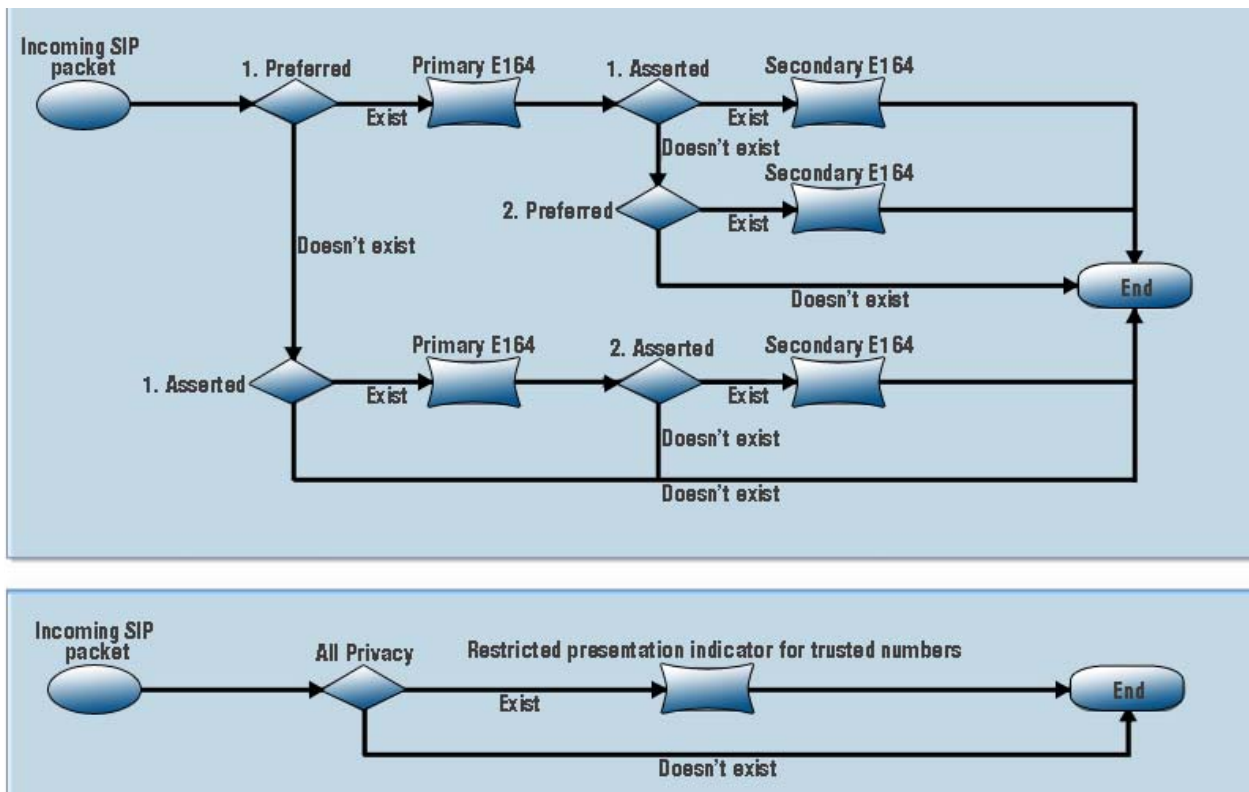 Incoming SIP
packet
1. Preferred
Primary E164
1. Asserted
Secondary E164
Exist
Exist
Doesn't exist
Secondary E164
2. Preferred
Exist
Doesn't exist
Doesn't exist
End
Primary E164
2. Asserted
Secondary E164
1. Asserted
Exist
Exist
Doesn't exist
Doesn't exist
Incoming SIP
packet
All Privacy
Restricted presentation indicator for trusted numbers
Exist
End
Doesn't exist